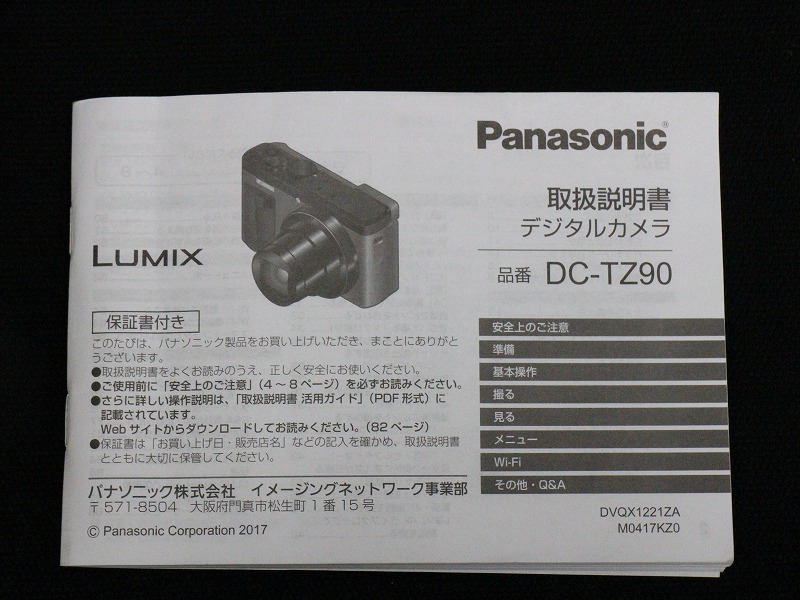 Panasonic®
取扱説明書
デジタルカメラ
品番 DC-TZ90
LUMIX
保証書付き
このたびは、パナソニック製品をお買い上げいただき、まことにありがとうございます。
●取扱説明書をよくお読みのうえ、正しく安全にお使いください。
●ご使用前に「安全上のご注意」(4～8ページ)を必ずお読みください。
●さらに詳しい操作説明は、「取扱説明書 活用ガイド」(PDF形式)に
記載されています。
Webサイトからダウンロードしてお読みください。(82ページ)
●保証書は「お買い上げ日・販売店名」などの記入を確かめ、取扱説明書
とともに大切に保管してください。
パナソニック株式会社 イメージングネットワーク事業部
〒571-8504 大阪府門真市松生町1番15号
© Panasonic Corporation 2017
安全上のご注意
準備
基本操作
撮る
見る
メニュー
Wi-Fi
その他・Q&A
DVQX1221ZA
M0417KZ0